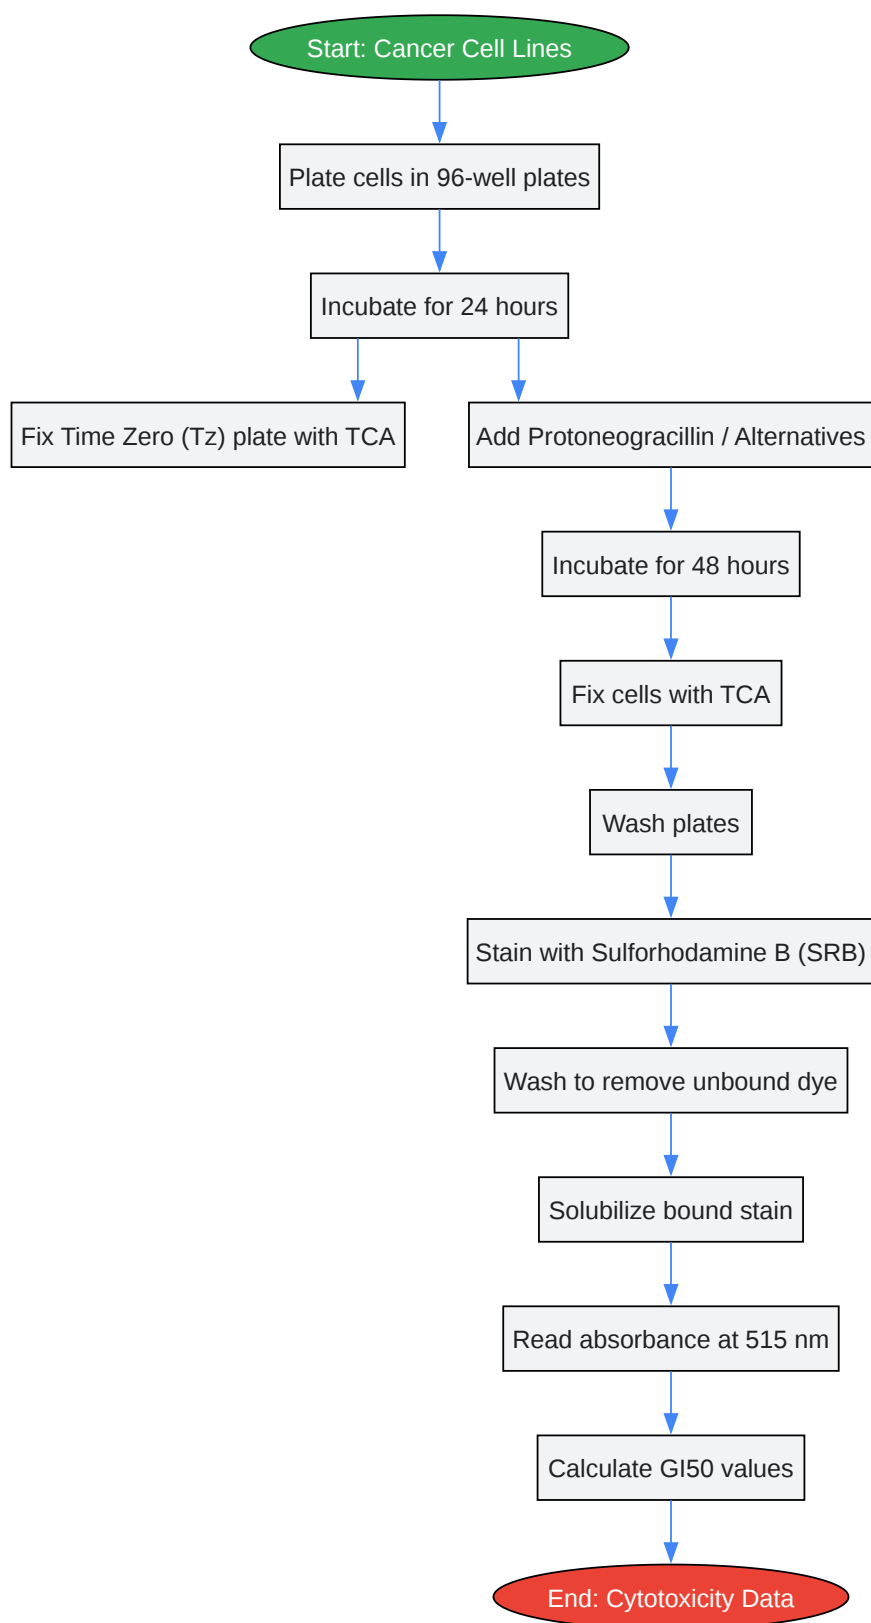 Start: Cancer Cell Lines
Plate cells in 96-well plates
Incubate for 24 hours
Fix Time Zero (Tz) plate with TCA
Add Protoneogracillin / Alternatives
Incubate for 48 hours
Fix cells with TCA
Wash plates
Stain with Sulforhodamine B (SRB)
Wash to remove unbound dye
Solubilize bound stain
Read absorbance at 515 nm
Calculate GI50 values
End: Cytotoxicity Data